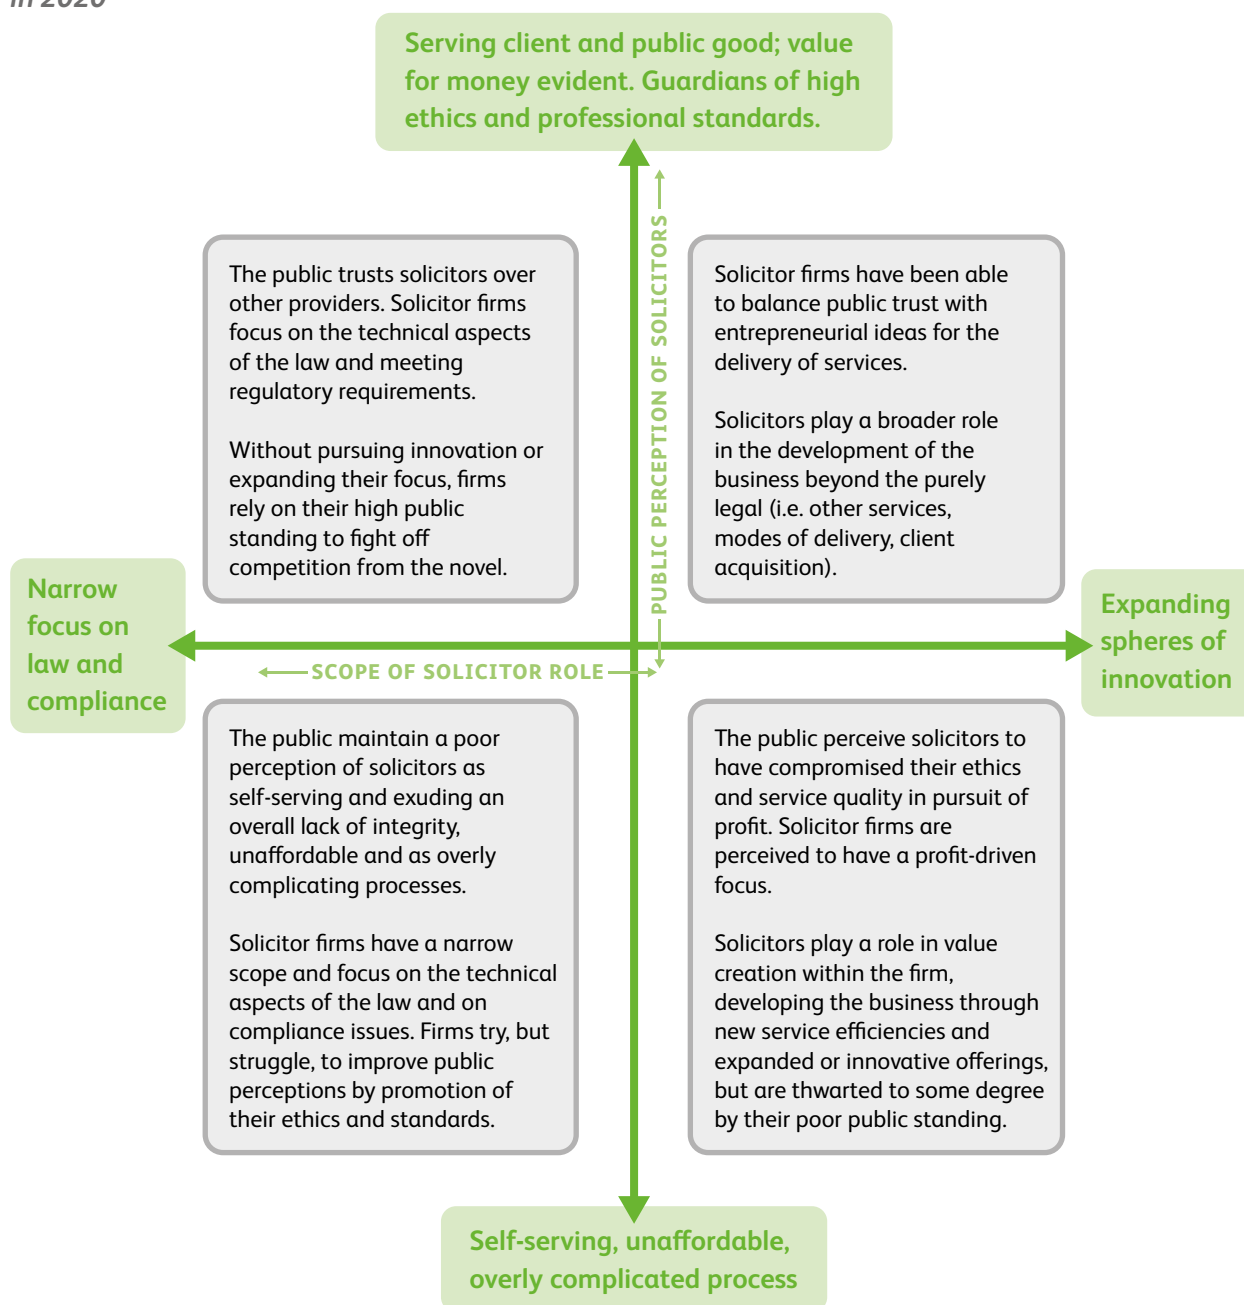 in 2020
Serving client and public good; value
for money evident. Guardians of high
ethics and professional standards.
PUBLIC PERCEPTION OF SOLICITORS
The public trusts solicitors over
other providers. Solicitor firms
focus on the technical aspects
of the law and meeting
regulatory requirements.
Without pursuing innovation or
expanding their focus, firms
rely on their high public
standing to fight off
competition from the novel.
Solicitor firms have been able
to balance public trust with
entrepreneurial ideas for the
delivery of services.
Solicitors play a broader role
in the development of the
business beyond the purely
legal (i.e. other services,
modes of delivery, client
acquisition).
Narrow
focus on
law and
compliance
Expanding
spheres of
innovation
SCOPE OF SOLICITOR ROLE
The public maintain a poor
perception of solicitors as
self-serving and exuding an
overall lack of integrity,
unaffordable and as overly
complicating processes.
Solicitor firms have a narrow
scope and focus on the technical
aspects of the law and on
compliance issues. Firms try, but
struggle, to improve public
perceptions by promotion of
their ethics and standards.
The public perceive solicitors to
have compromised their ethics
and service quality in pursuit of
profit. Solicitor firms are
perceived to have a profit-driven
focus.
Solicitors play a role in value
creation within the firm,
developing the business through
new service efficiencies and
expanded or innovative offerings,
but are thwarted to some degree
by their poor public standing.
Self-serving, unaffordable,
overly complicated process